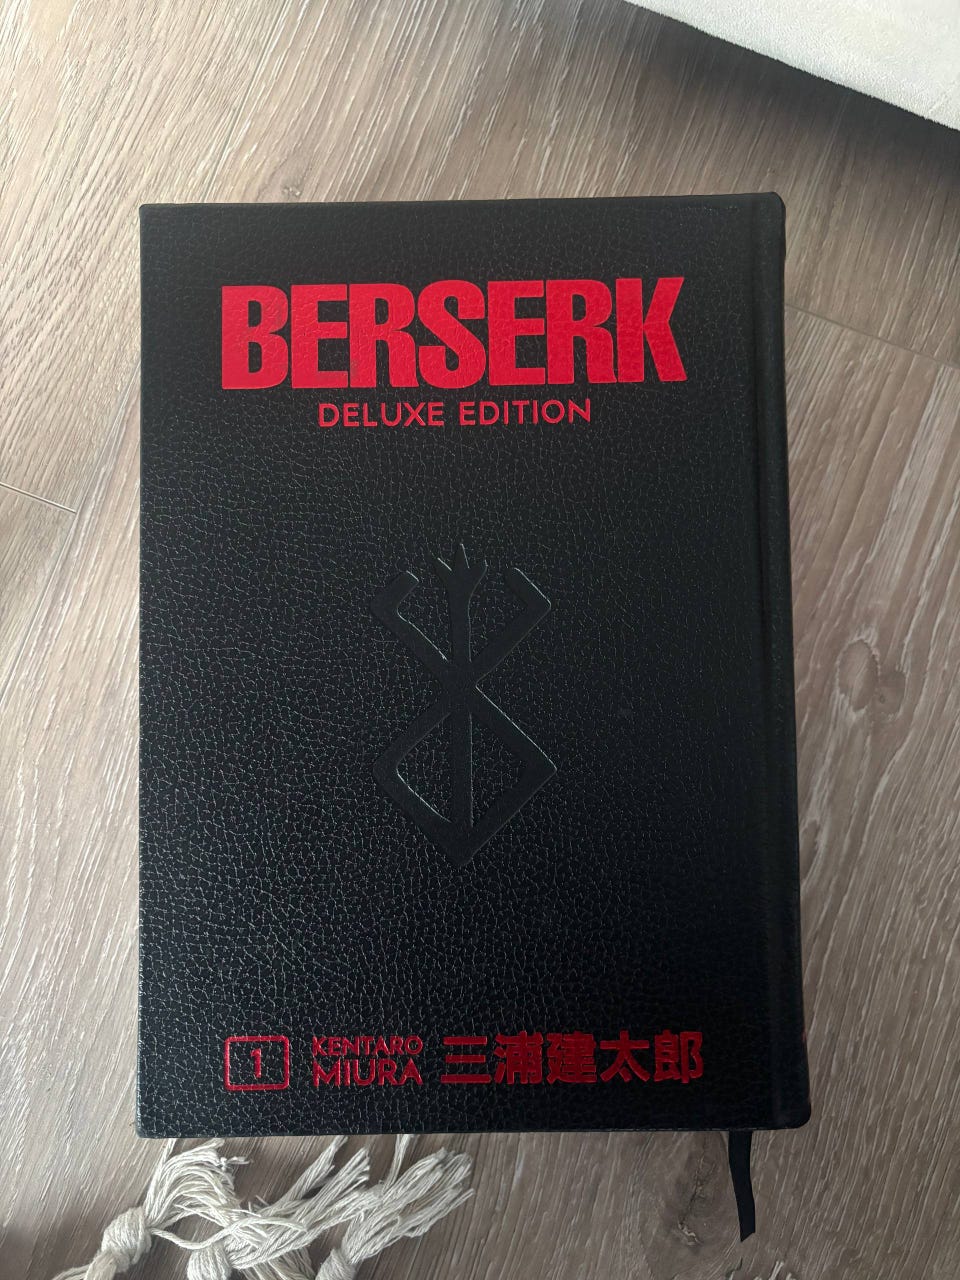 BERSERK
DELUXE EDITION
1
KENTARO
MIURA
三浦建太郎